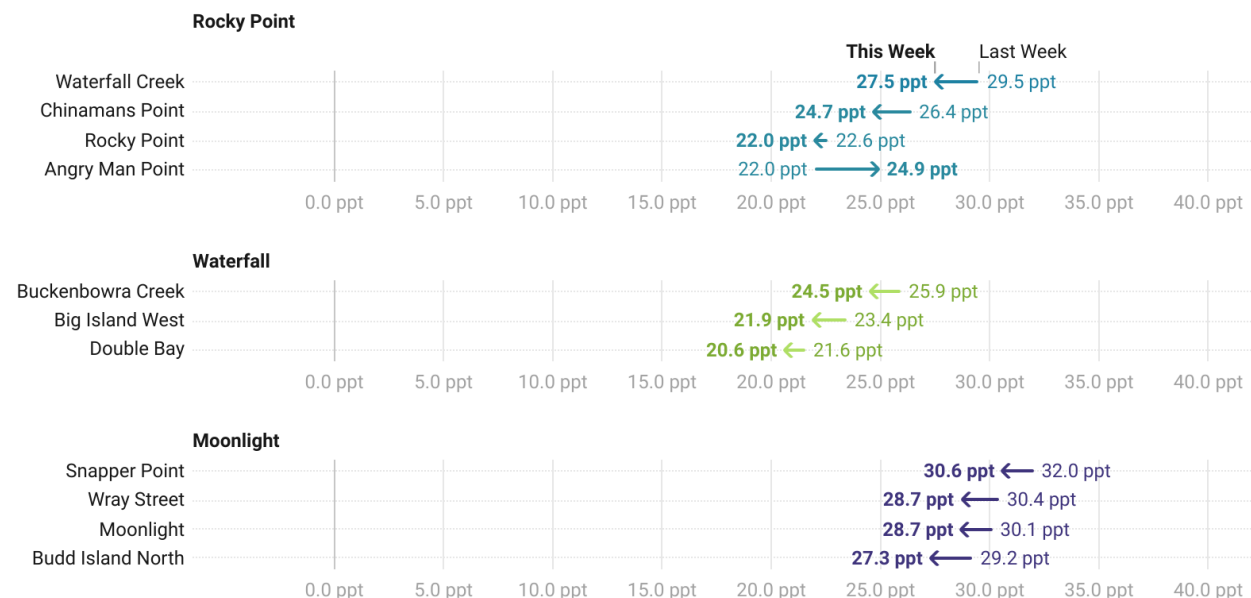 Rocky Point
This Week Last Week
Waterfall Creek 27.5 ppt 29.5 ppt
Chinamans Point 24.7 ppt 26.4 ppt
Rocky Point 22.0 ppt 22.6 ppt
Angry Man Point 22.0 ppt 24.9 ppt
0.0 ppt 5.0 ppt 10.0 ppt 15.0 ppt 20.0 ppt 25.0 ppt 30.0 ppt 35.0 ppt 40.0 ppt
Waterfall
Buckenbowra Creek 24.5 ppt 25.9 ppt
Big Island West 21.9 ppt 23.4 ppt
Double Bay 20.6 ppt 21.6 ppt
0.0 ppt 5.0 ppt 10.0 ppt 15.0 ppt 20.0 ppt 25.0 ppt 30.0 ppt 35.0 ppt 40.0 ppt
Moonlight
Snapper Point 30.6 ppt 32.0 ppt
Wray Street 28.7 ppt 30.4 ppt
Moonlight 28.7 ppt 30.1 ppt
Budd Island North 27.3 ppt 29.2 ppt
0.0 ppt 5.0 ppt 10.0 ppt 15.0 ppt 20.0 ppt 25.0 ppt 30.0 ppt 35.0 ppt 40.0 ppt